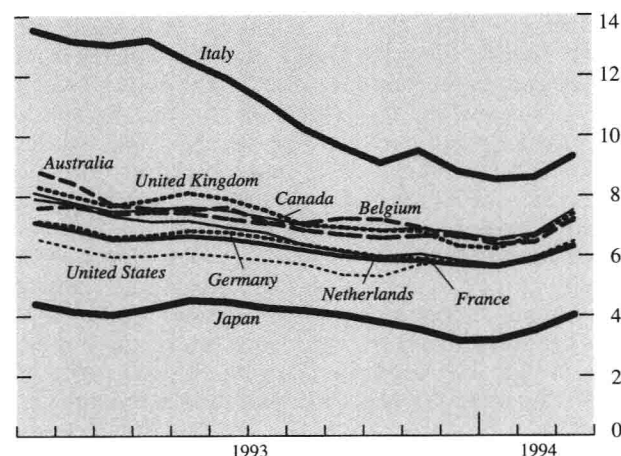 14
Italy
12
10
Australia
United Kingdom
8
Canada
Belgium
6
United States
Germany
Netherlands
France
4
Japan
2
0
1993
1994